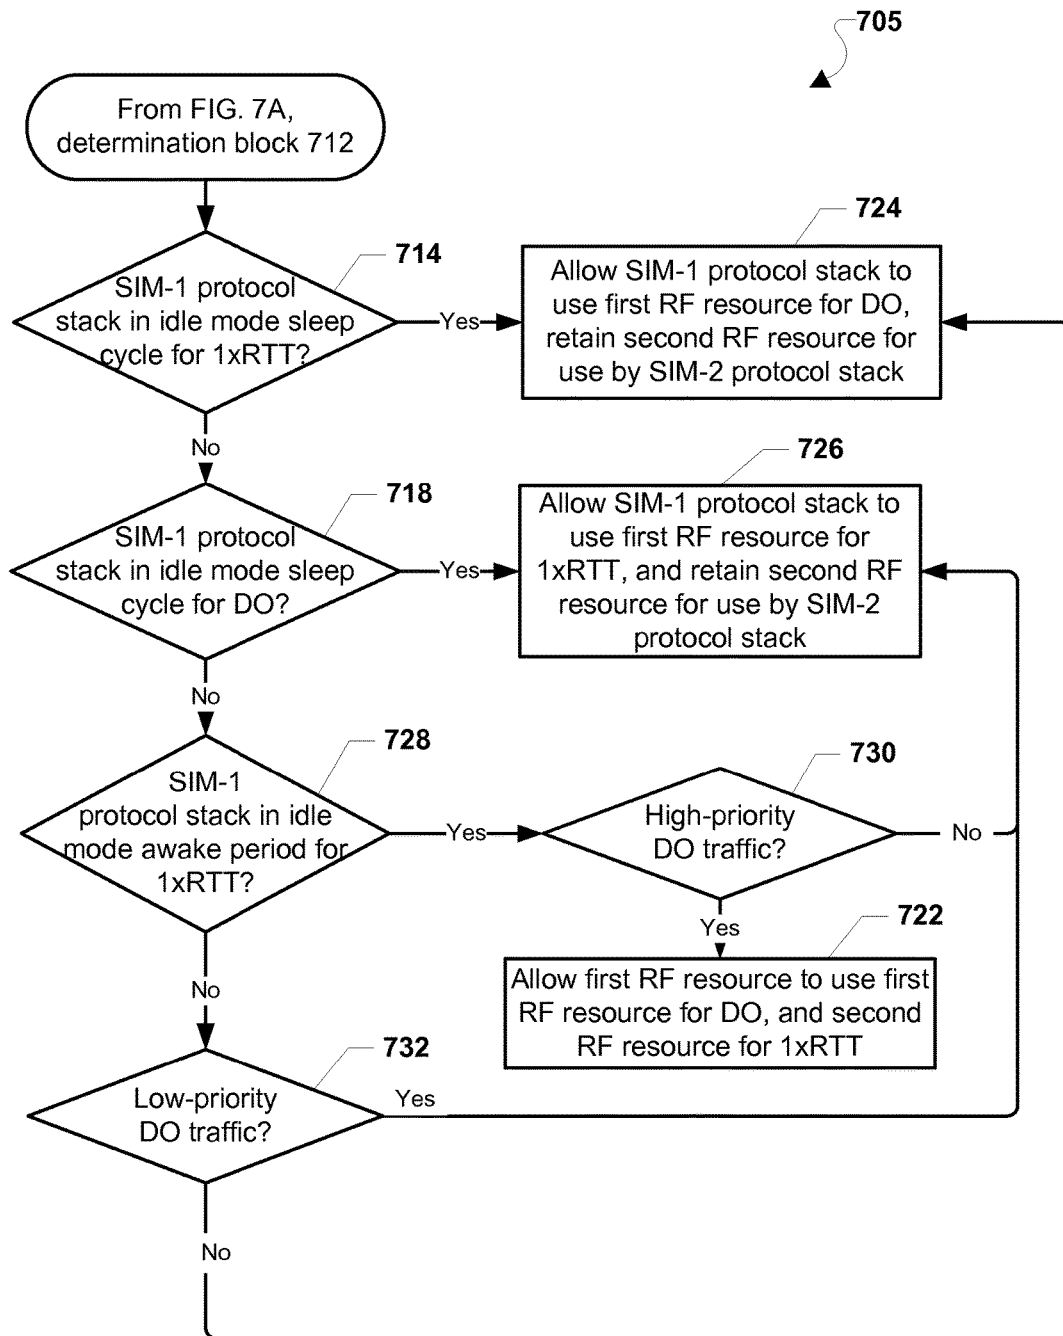 705
From FIG. 7A,
determination block 712
724
714
SIM-1 protocol
stack in idle mode sleep
cycle for 1xRTT?
Yes
Allow SIM-1 protocol stack to
use first RF resource for DO,
retain second RF resource for
use by SIM-2 protocol stack
No
726
718
SIM-1 protocol
stack in idle mode sleep
cycle for DO?
Yes
Allow SIM-1 protocol stack to
use first RF resource for
1xRTT, and retain second RF
resource for use by SIM-2
protocol stack
No
728
SIM-1
protocol stack in idle
mode awake period for
1xRTT?
Yes
730
High-priority
DO traffic?
No
Yes
722
Allow first RF resource to use first
RF resource for DO, and second
RF resource for 1xRTT
No
732
Low-priority
DO traffic?
Yes
No